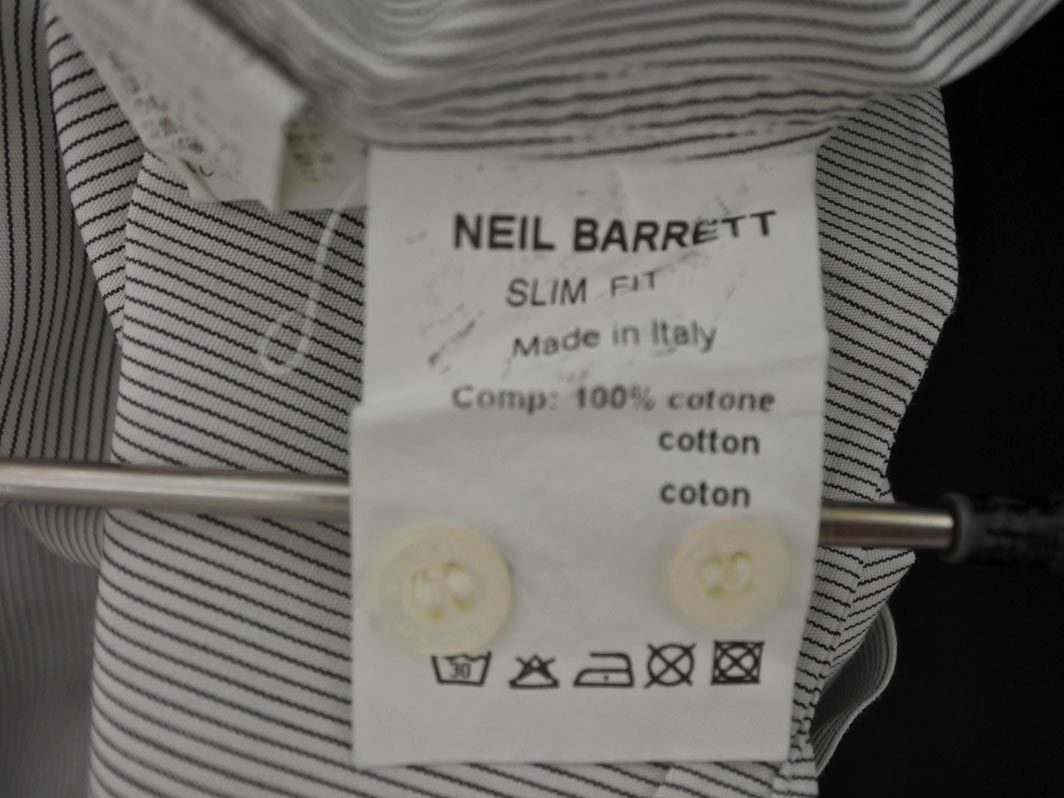 NEIL BARRETT
SLIM FIT
Made in Italy
Comp: 100% cotone
cotton
coton
30